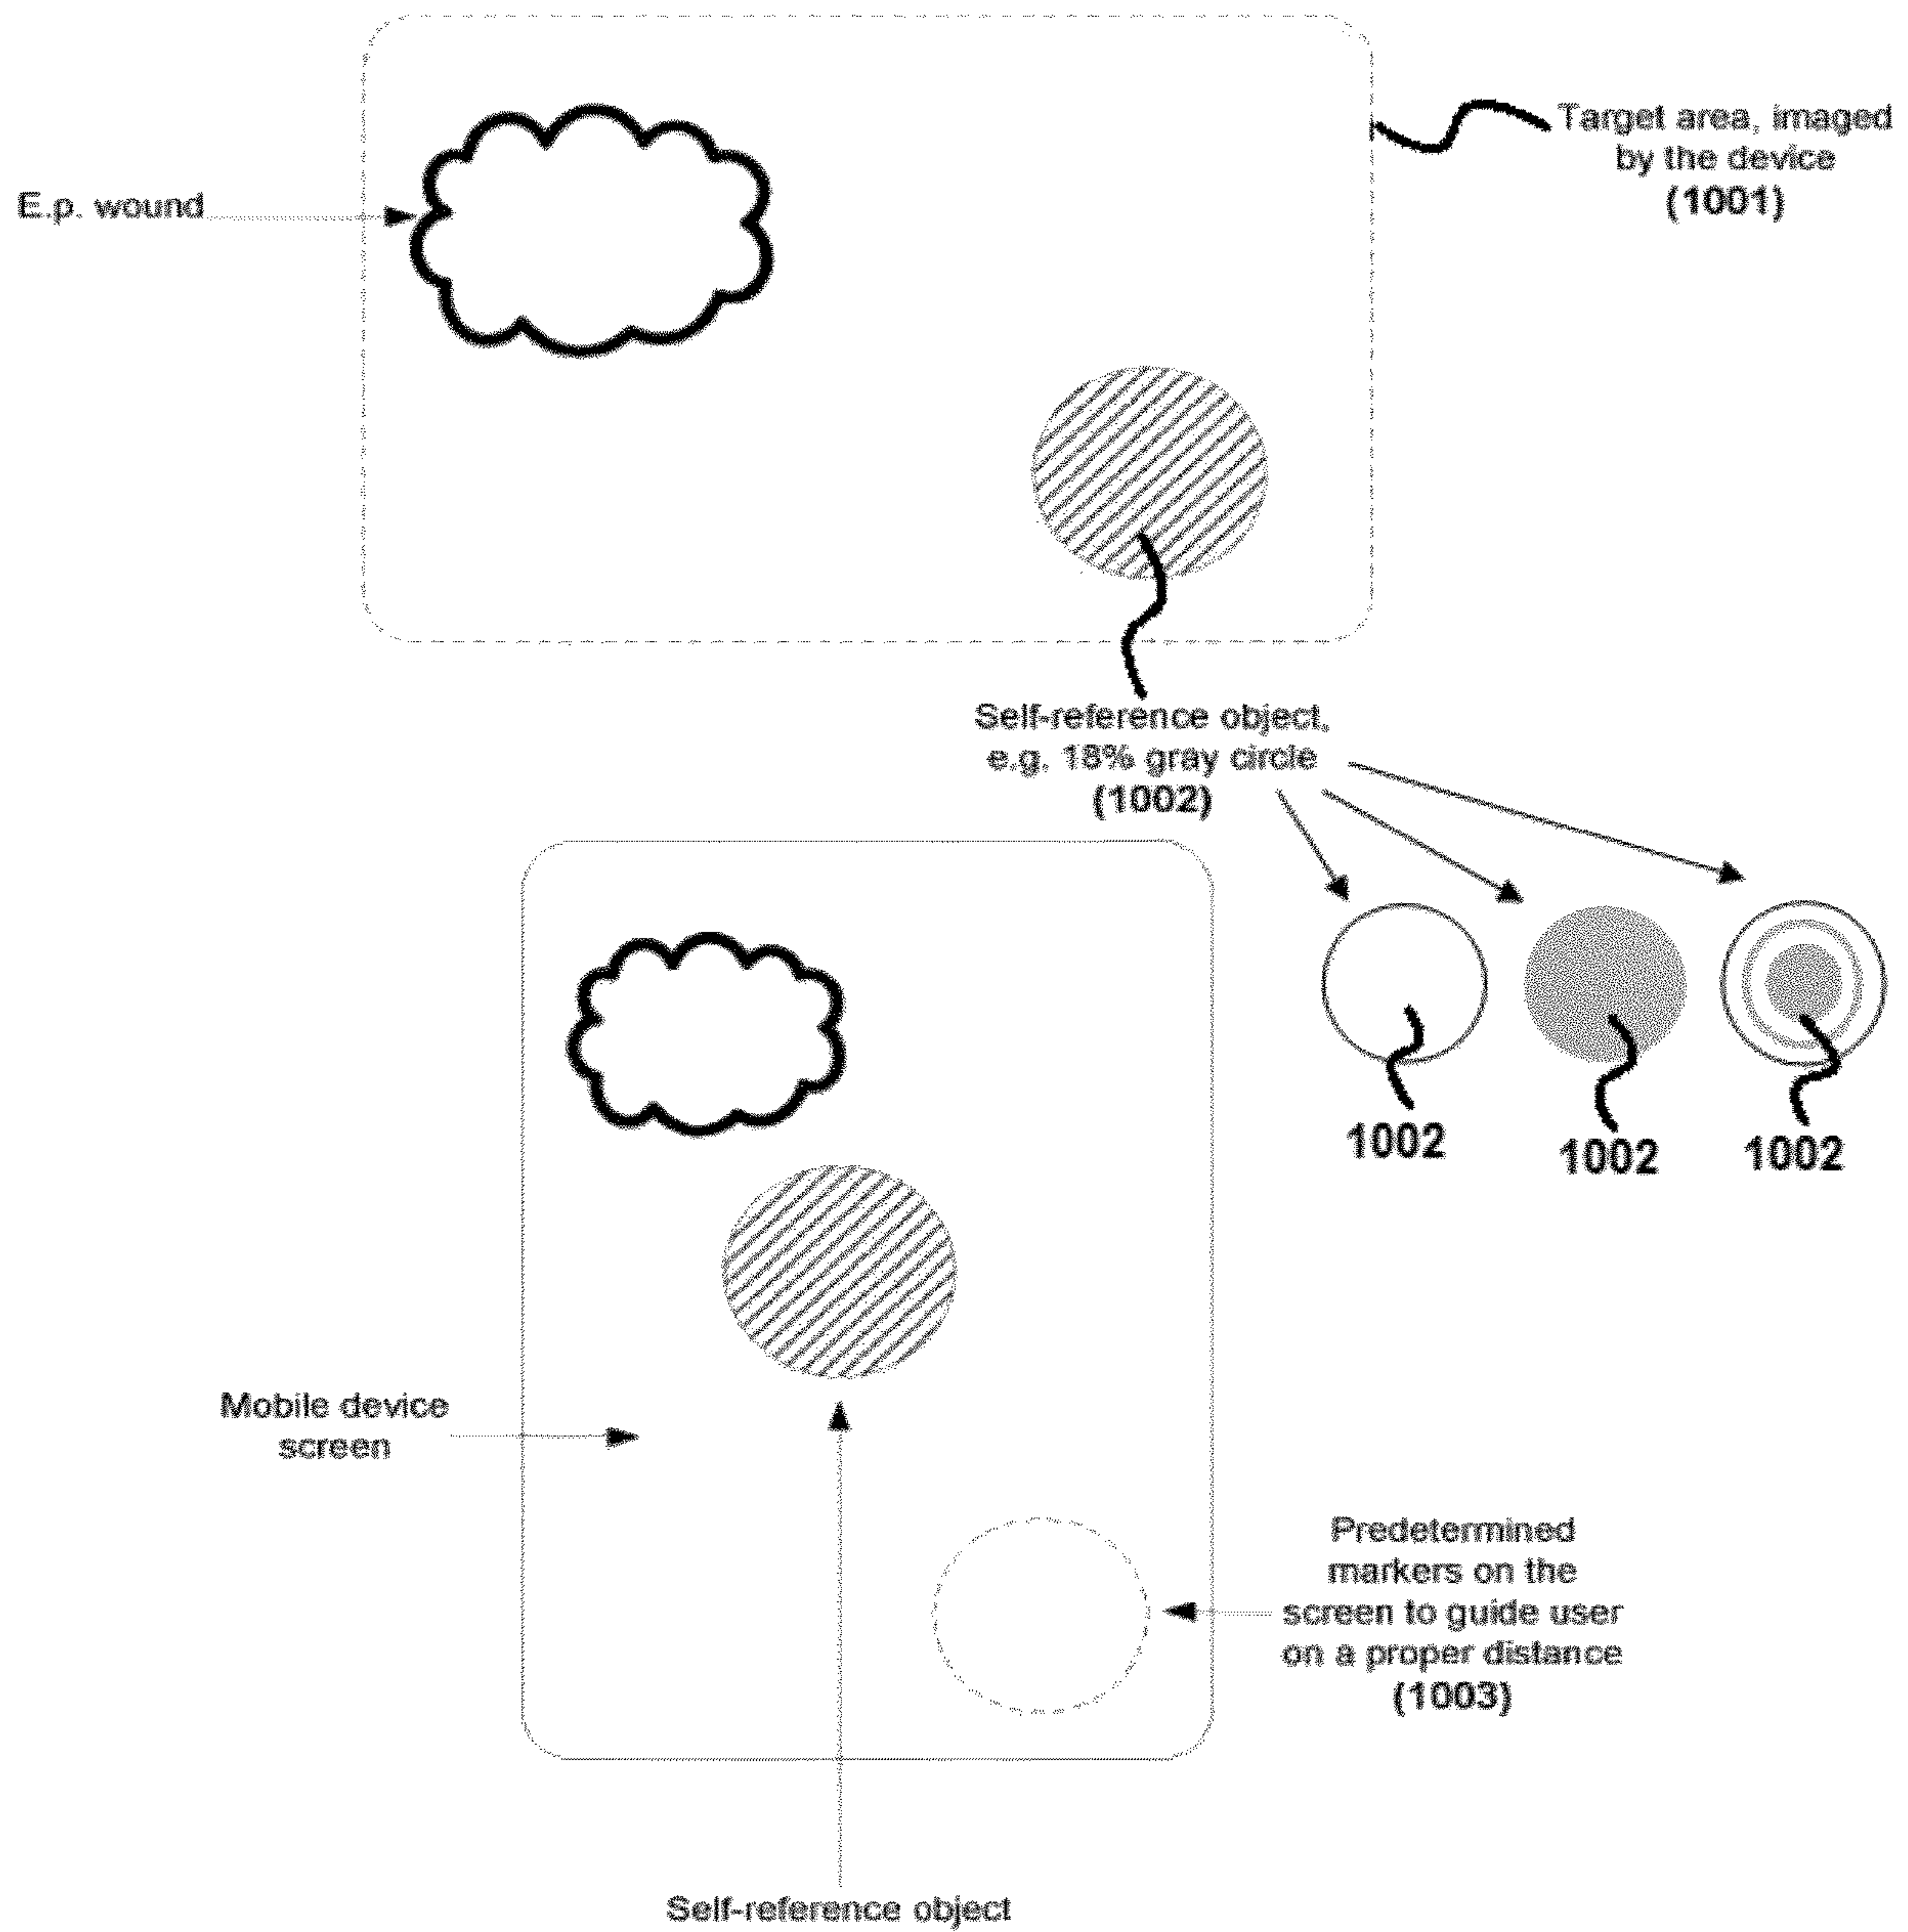 E.p. wound
Target area, imaged
by the device
(1001)
Self-reference object,
e.g. 18% gray circle
(1002)
1002
1002
1002
Mobile device
screen
Predetermined
markers on the
screen to guide user
on a proper distance
(1003)
Self-reference object